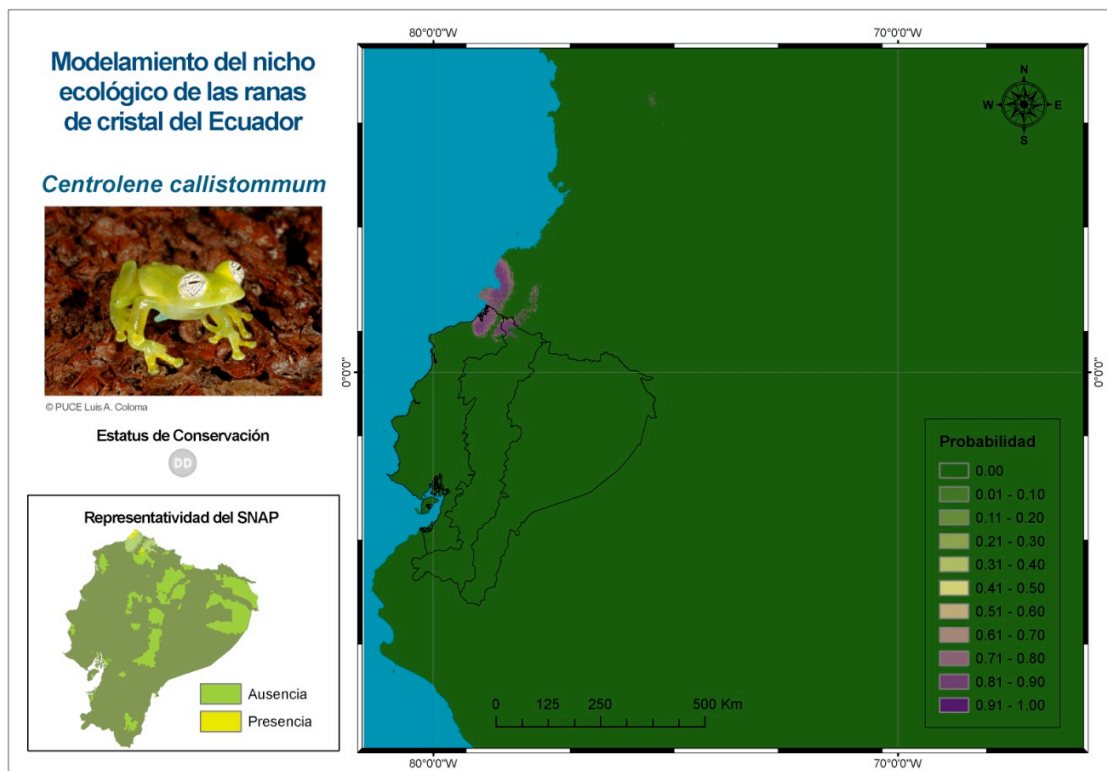 Modelamiento del nicho
ecológico de las ranas
de cristal del Ecuador
Centrolene callistommum
© PUCE Luis A. Coloma
Estatus de Conservación
DD
Representatividad del SNAP
Ausencia
Presencia
80°0'0"W
70°0'0"W
N
W
E
S
0°0'0"
0°0'0"
Probabilidad
0.00
0.01 - 0.10
0.11 - 0.20
0.21 - 0.30
0.31 - 0.40
0.41 - 0.50
0.51 - 0.60
0.61 - 0.70
0.71 - 0.80
0.81 - 0.90
0.91 - 1.00
0 125 250 500 Km
80°0'0"W
70°0'0"W